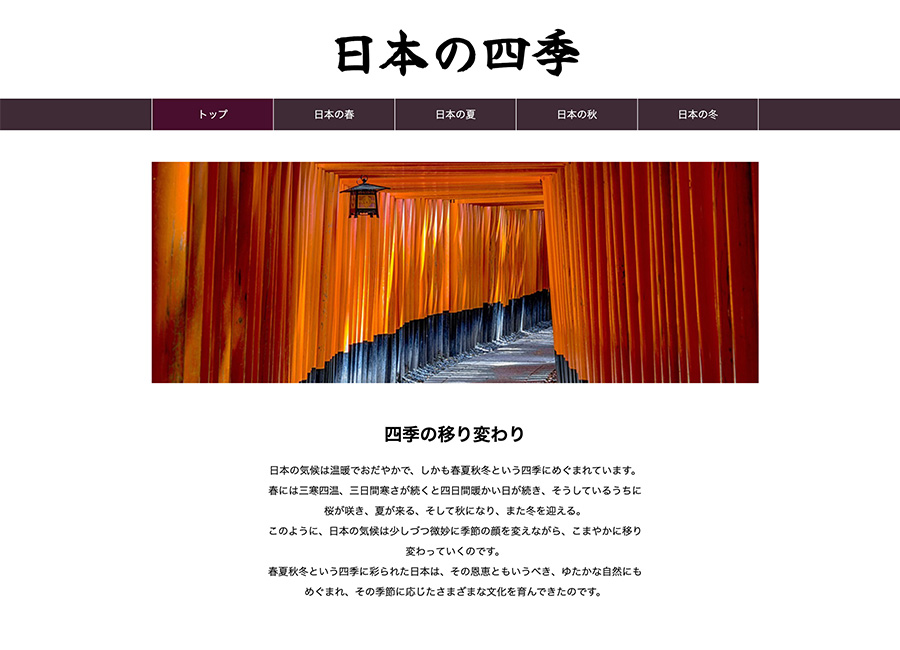 日本の四季
トップ
日本の春
日本の夏
日本の秋
日本の冬
四季の移り変わり
日本の気候は温暖でおだやかで、しかも春夏秋冬という四季にめぐまれています。
春には三寒四温、三日間寒さが続くと四日間暖かい日が続き、そうしているうちに
桜が咲き、夏が来る、そして秋になり、また冬を迎える。
このように、日本の気候は少しづつ微妙に季節の顔を変えながら、こまやかに移り
変わっていくのです。
春夏秋冬という四季に彩られた日本は、その恩恵ともいうべき、ゆたかな自然にも
めぐまれ、その季節に応じたさまざまな文化を育んできたのです。